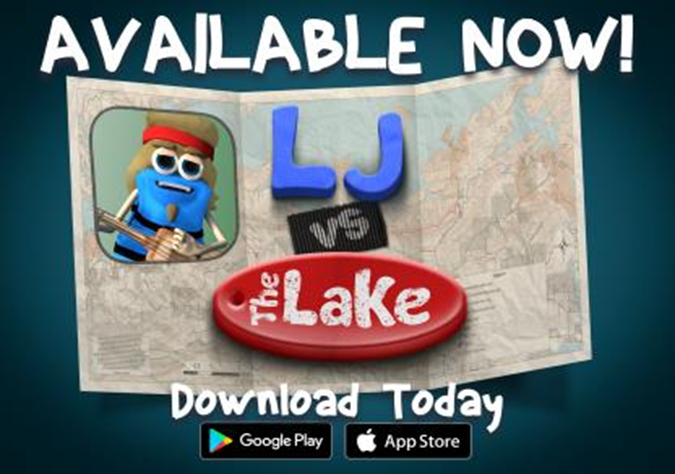 AVAILABLE NOW!
LJ
vs
The Lake
Download Today
Google Play
App Store